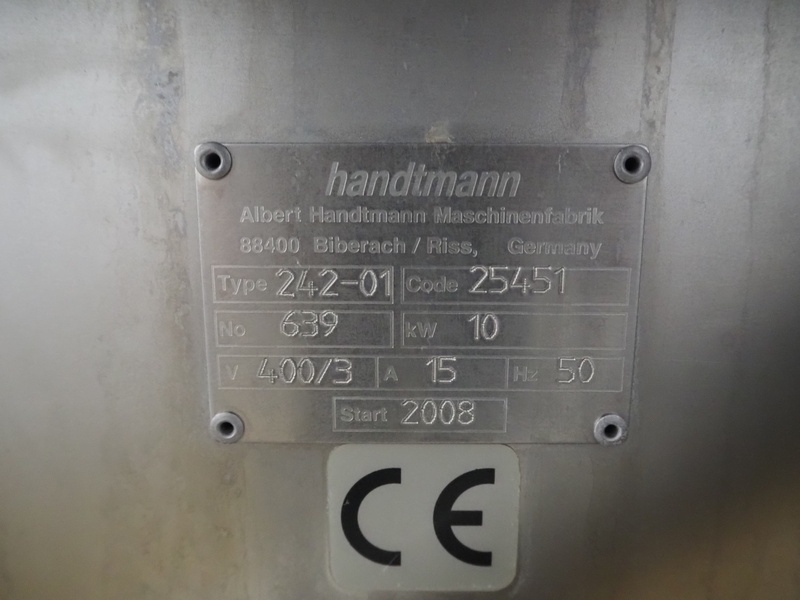 handtmann
Albert Handtmann Maschinenfabrik
88400 Biberach / Riss, Germany
Type 242-01 Code 25451
No 639 kW 10
V 400/3 A 15 Hz 50
Start 2008
CE